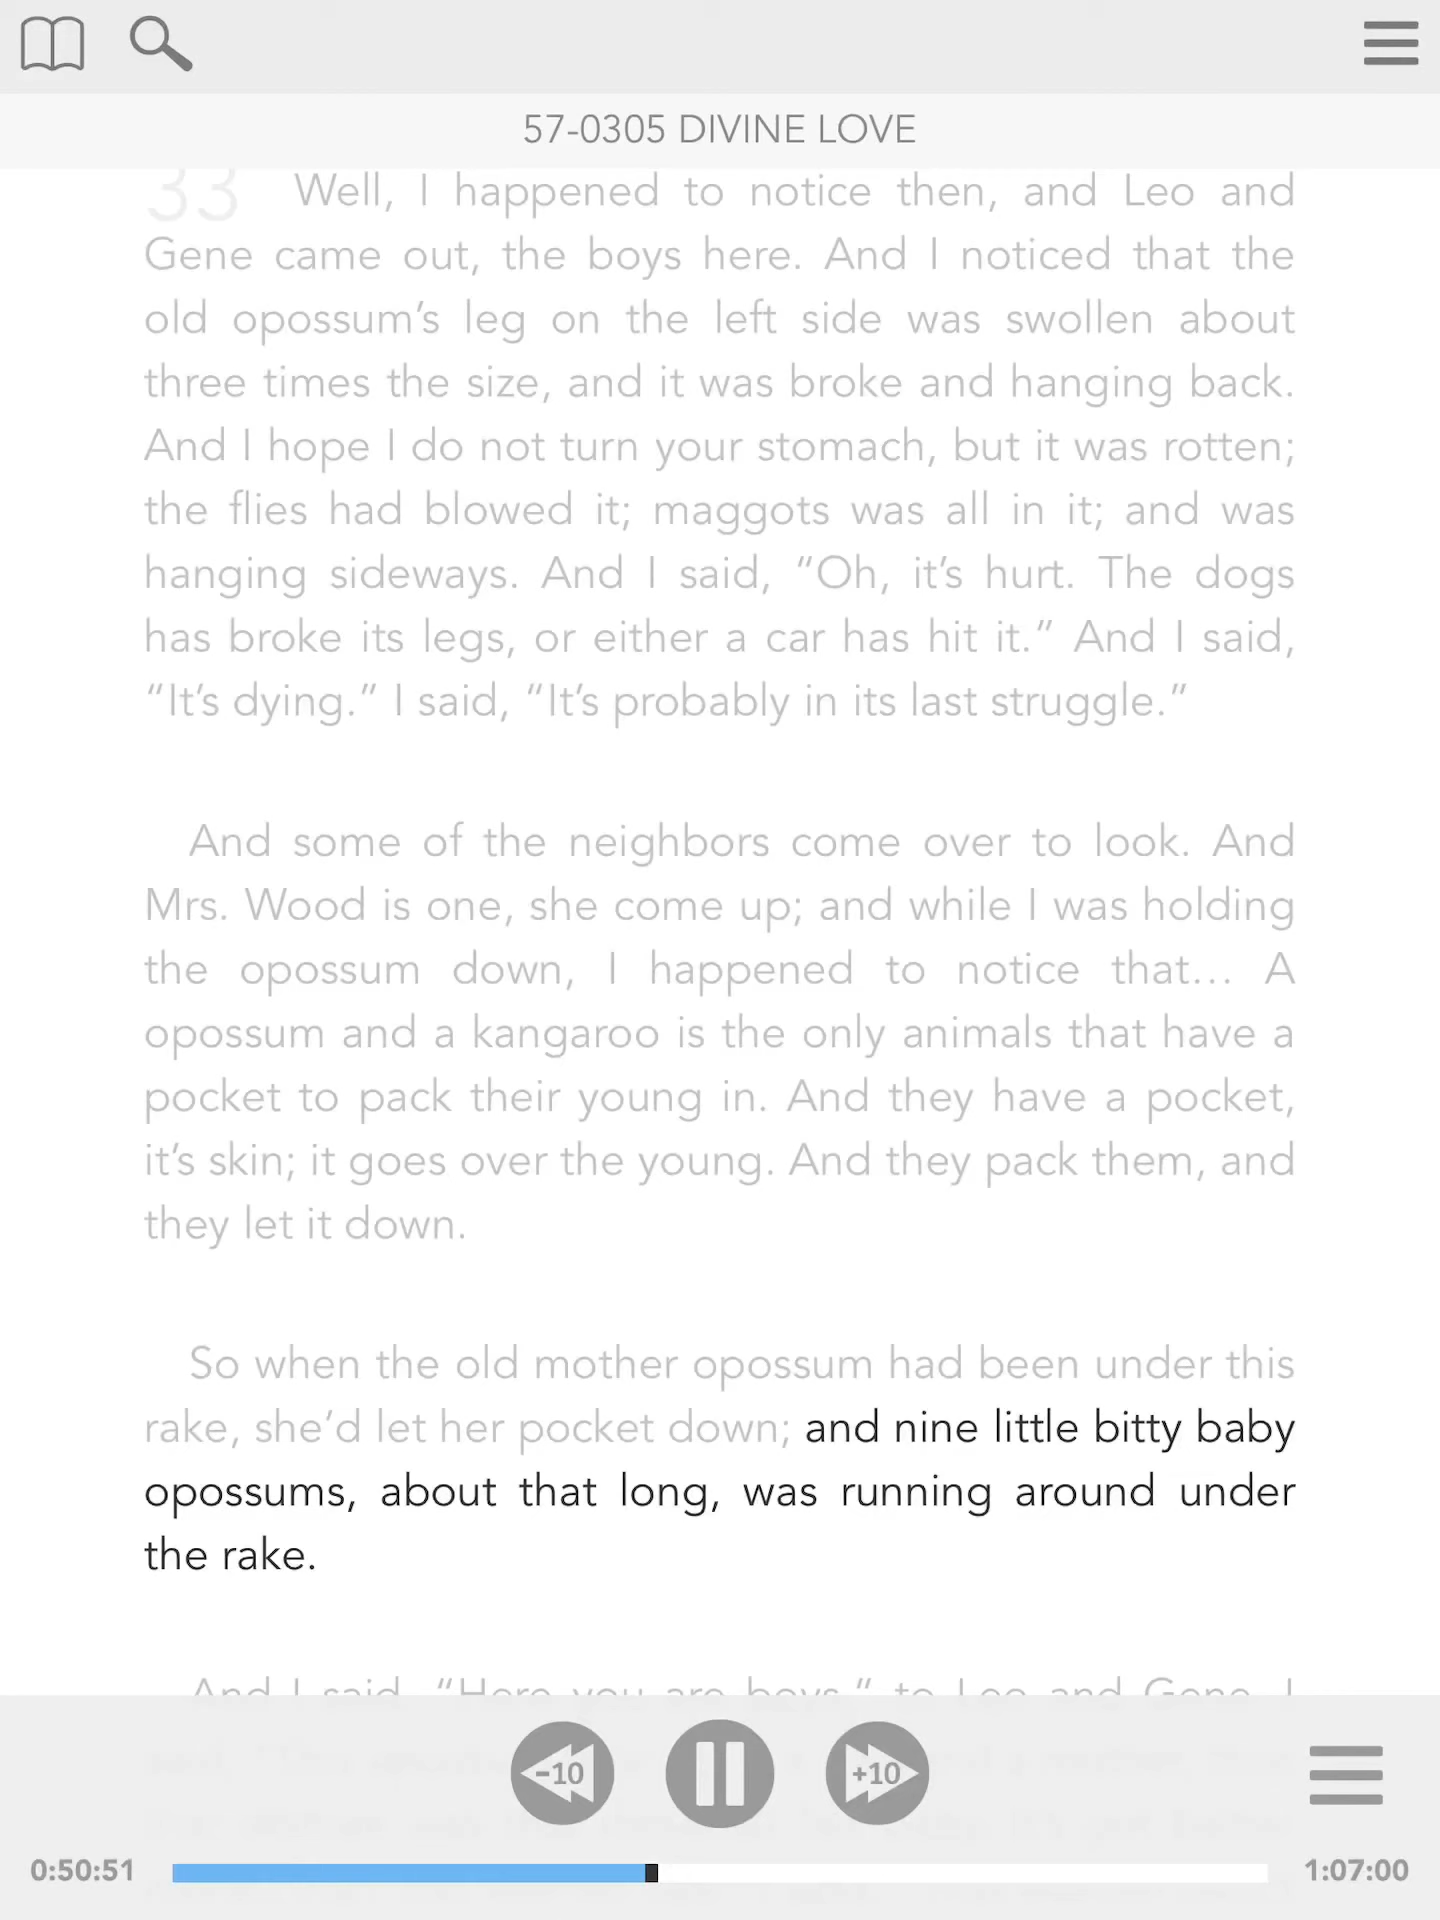 57-0305 DIVINE LOVE
33 Well, I happened to notice then, and Leo and
Gene came out, the boys here. And I noticed that the
old opossum’s leg on the left side was swollen about
three times the size, and it was broke and hanging back.
And I hope I do not turn your stomach, but it was rotten;
the flies had blowed it; maggots was all in it; and was
hanging sideways. And I said, “Oh, it’s hurt. The dogs
has broke its legs, or either a car has hit it.” And I said,
“It’s dying.” I said, “It’s probably in its last struggle.”
And some of the neighbors come over to look. And
Mrs. Wood is one, she come up; and while I was holding
the opossum down, I happened to notice that… A
opossum and a kangaroo is the only animals that have a
pocket to pack their young in. And they have a pocket,
it’s skin; it goes over the young. And they pack them, and
they let it down.
So when the old mother opossum had been under this
rake, she’d let her pocket down; and nine little bitty baby
opossums, about that long, was running around under
the rake.
And I said, “Here you are boys,” to Leo and Gene, I
-10 +10
0:50:51 1:07:00